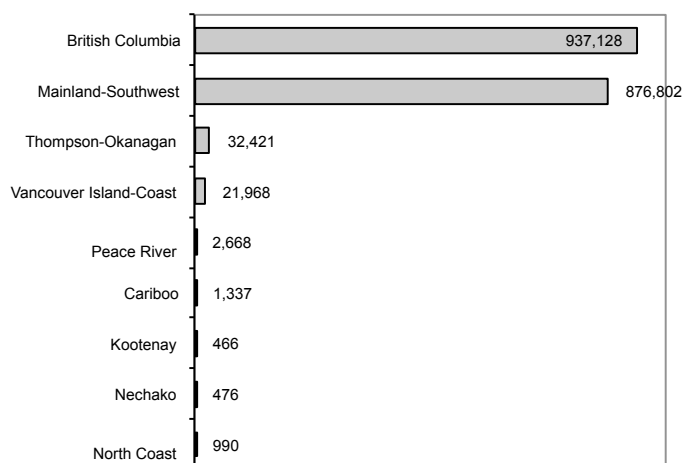 British Columbia 937,128
Mainland-Southwest 876,802
Thompson-Okanagan 32,421
Vancouver Island-Coast 21,968
Peace River 2,668
Cariboo 1,337
Kootenay 466
Nechako 476
North Coast 990